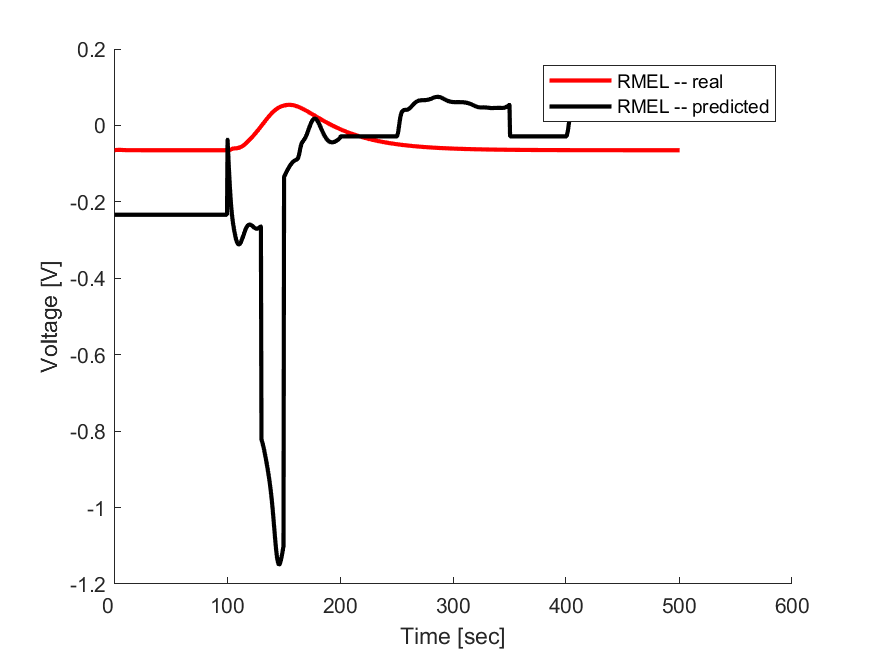 0.2
0
-0.2
-0.4
-0.6
-0.8
-1
-1.2
Voltage [V]
RMEL -- real
RMEL -- predicted
0 100 200 300 400 500 600
Time [sec]